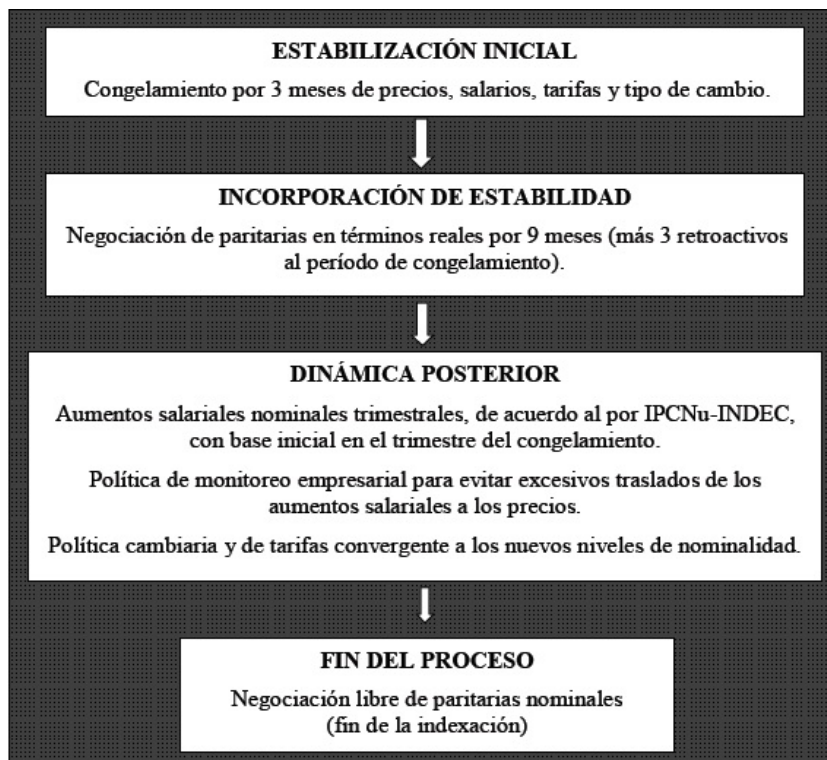 ESTABILIZACIÓN INICIAL
Congelamiento por 3 meses de precios, salarios, tarifas y tipo de cambio.
INCORPORACIÓN DE ESTABILIDAD
Negociación de paritarias en términos reales por 9 meses (más 3 retroactivos
al período de congelamiento).
DINÁMICA POSTERIOR
Aumentos salariales nominales trimestrales, de acuerdo al por IPCNu-INDEC,
con base inicial en el trimestre del congelamiento.
Política de monitoreo empresarial para evitar excesivos traslados de los
aumentos salariales a los precios.
Política cambiaria y de tarifas convergente a los nuevos niveles de nominalidad.
FIN DEL PROCESO
Negociación libre de paritarias nominales
(fin de la indexación)